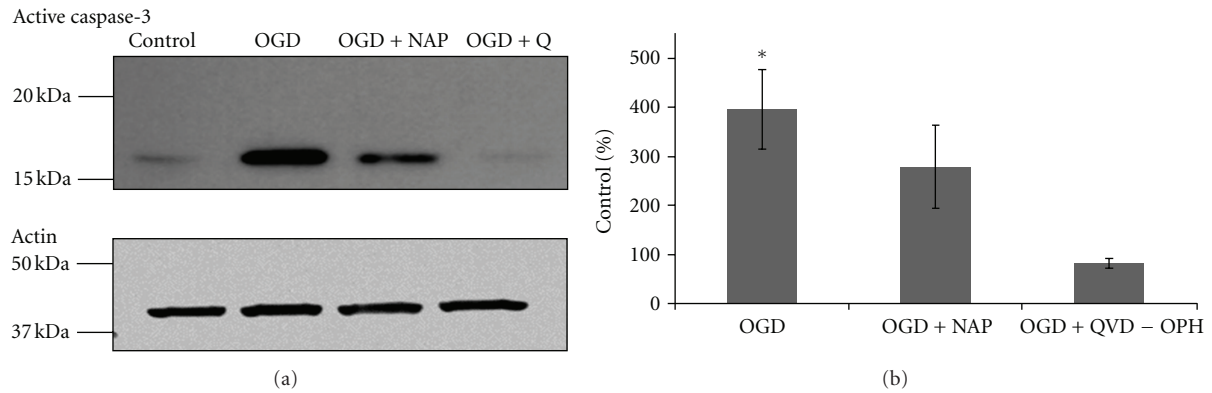 Active caspase-3
Control OGD OGD + NAP OGD + Q
20 kDa
15 kDa
Actin
50 kDa
37 kDa
(a)
Control (%)
500
400
300
200
100
0
*
OGD OGD + NAP OGD + QVD − OPH
(b)